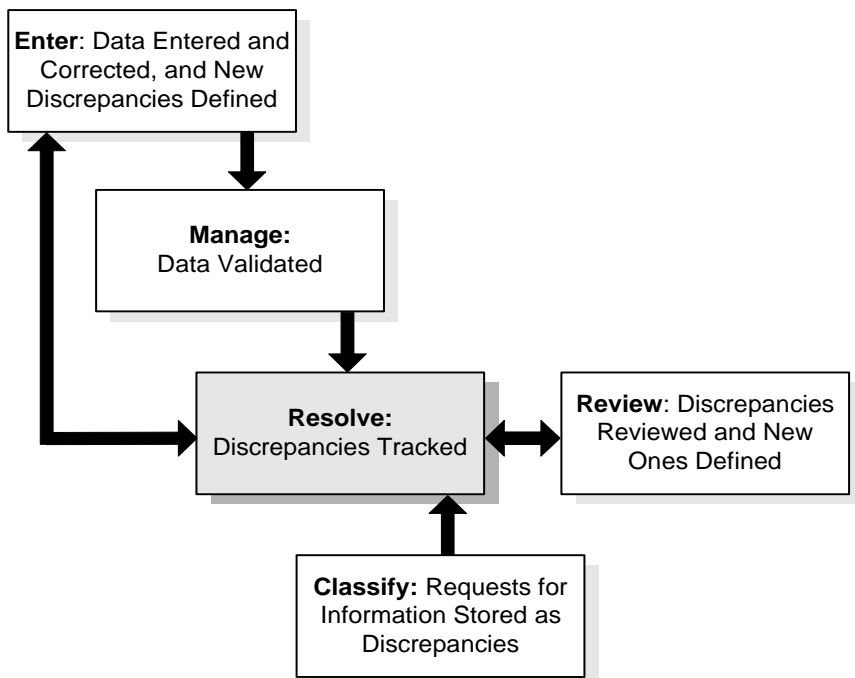 Enter: Data Entered and
Corrected, and New
Discrepancies Defined
Manage:
Data Validated
Resolve:
Discrepancies Tracked
Review: Discrepancies
Reviewed and New
Ones Defined
Classify: Requests for
Information Stored as
Discrepancies